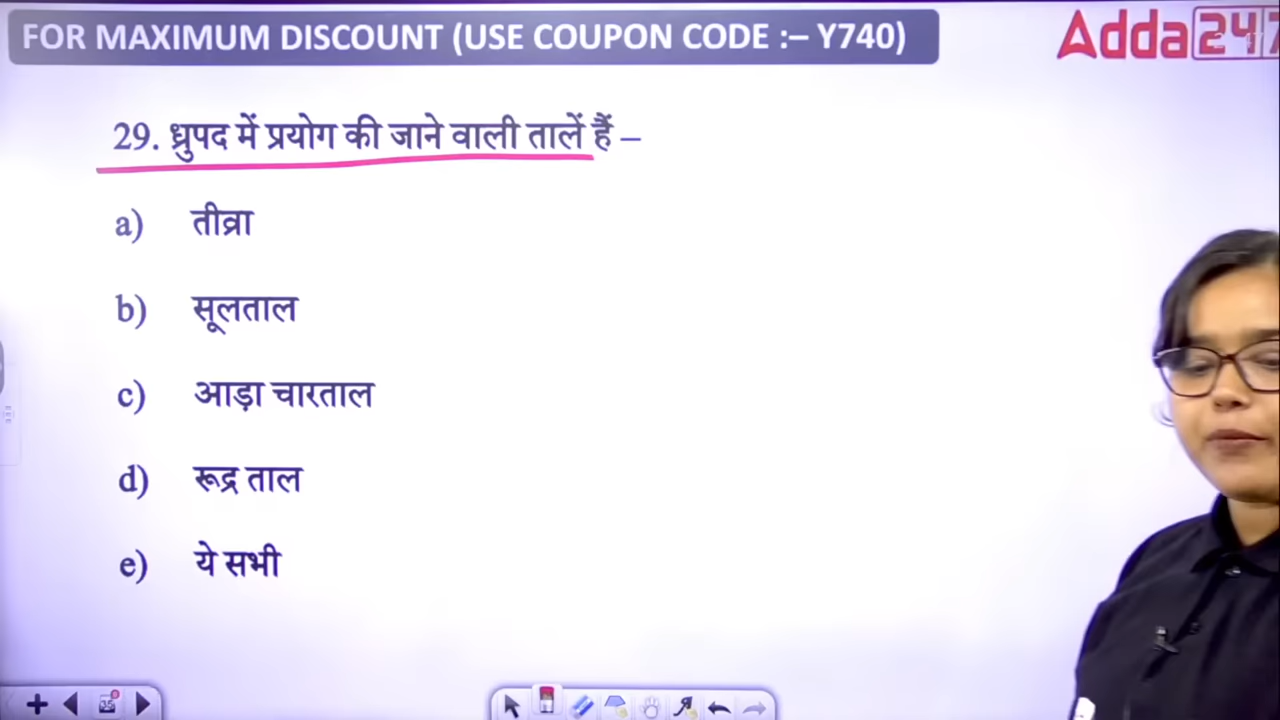 FOR MAXIMUM DISCOUNT (USE COUPON CODE :– Y740)
Adda247
29. ध्रुपद में प्रयोग की जाने वाली तालें हैं –
a) तीव्रा
b) सूलताल
c) आड़ा चारताल
d) रूद्र ताल
e) ये सभी